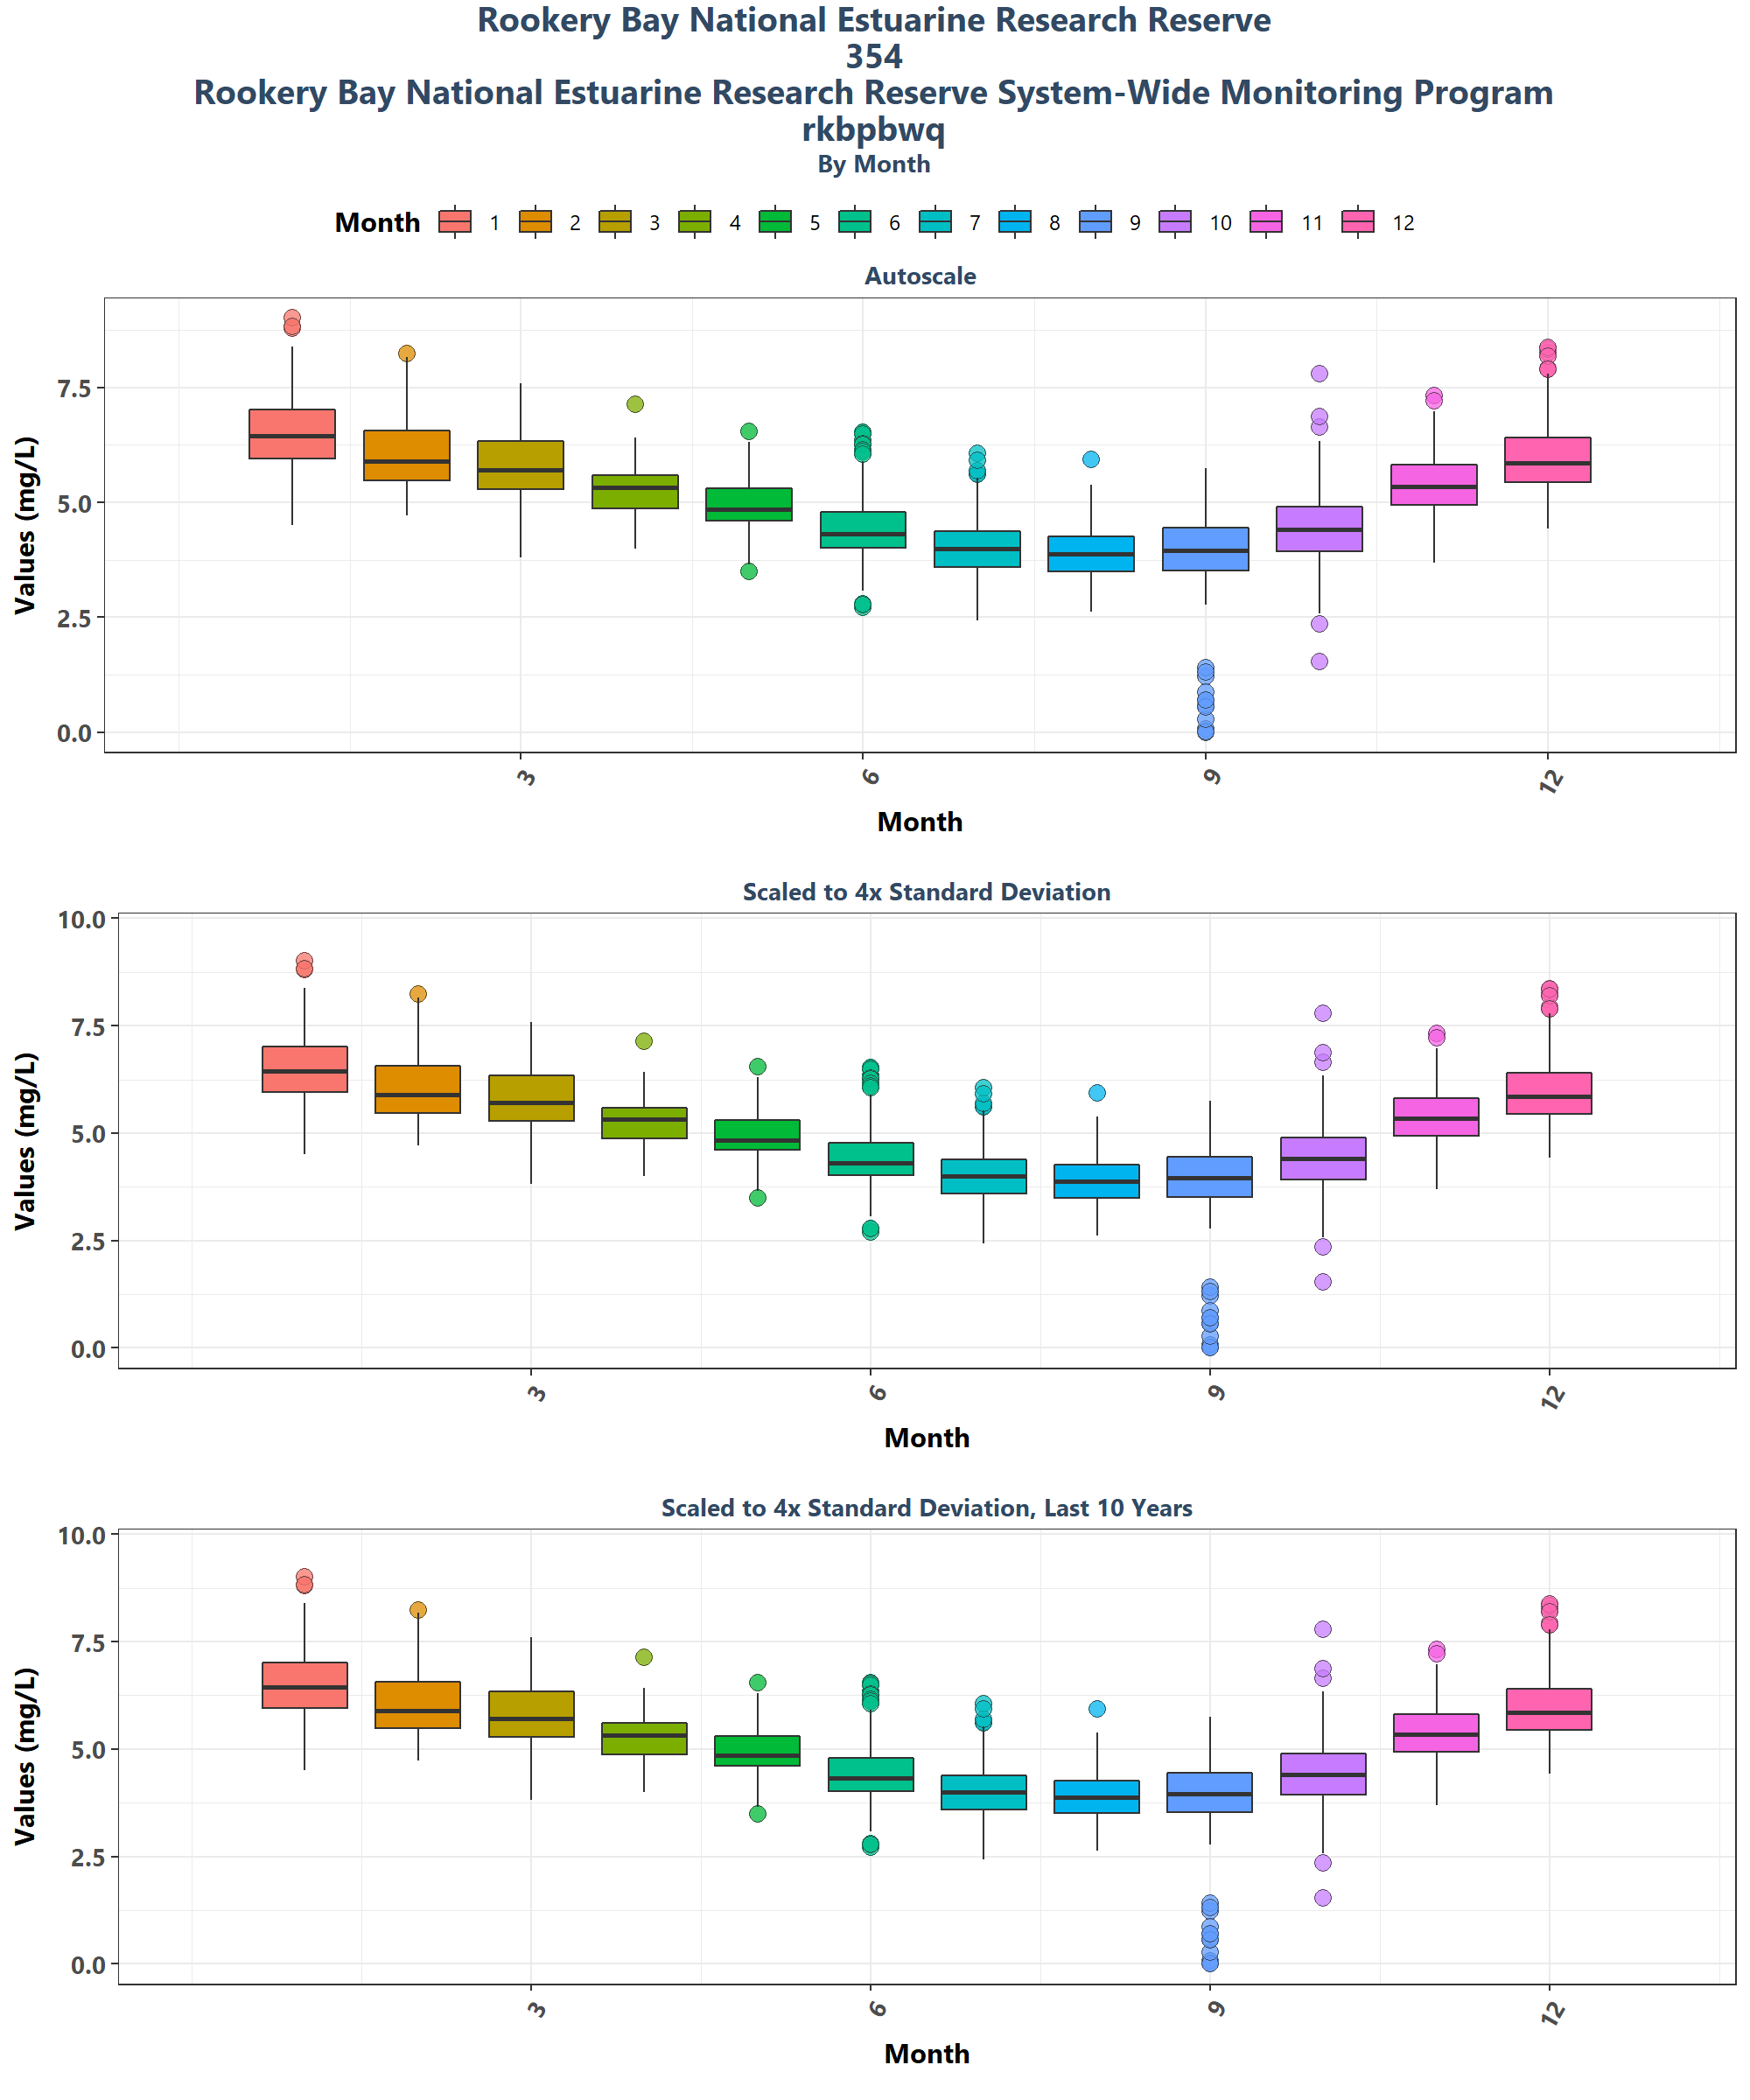 Rookery Bay National Estuarine Research Reserve
354
Rookery Bay National Estuarine Research Reserve System-Wide Monitoring Program
rkbpbwq
By Month
Month 1 2 3 4 5 6 7 8 9 10 11 12
Autoscale
Values (mg/L)
7.5
5.0
2.5
0.0
3 6 9 12
Month
Scaled to 4x Standard Deviation
Values (mg/L)
10.0
7.5
5.0
2.5
0.0
3 6 9 12
Month
Scaled to 4x Standard Deviation, Last 10 Years
Values (mg/L)
10.0
7.5
5.0
2.5
0.0
3 6 9 12
Month